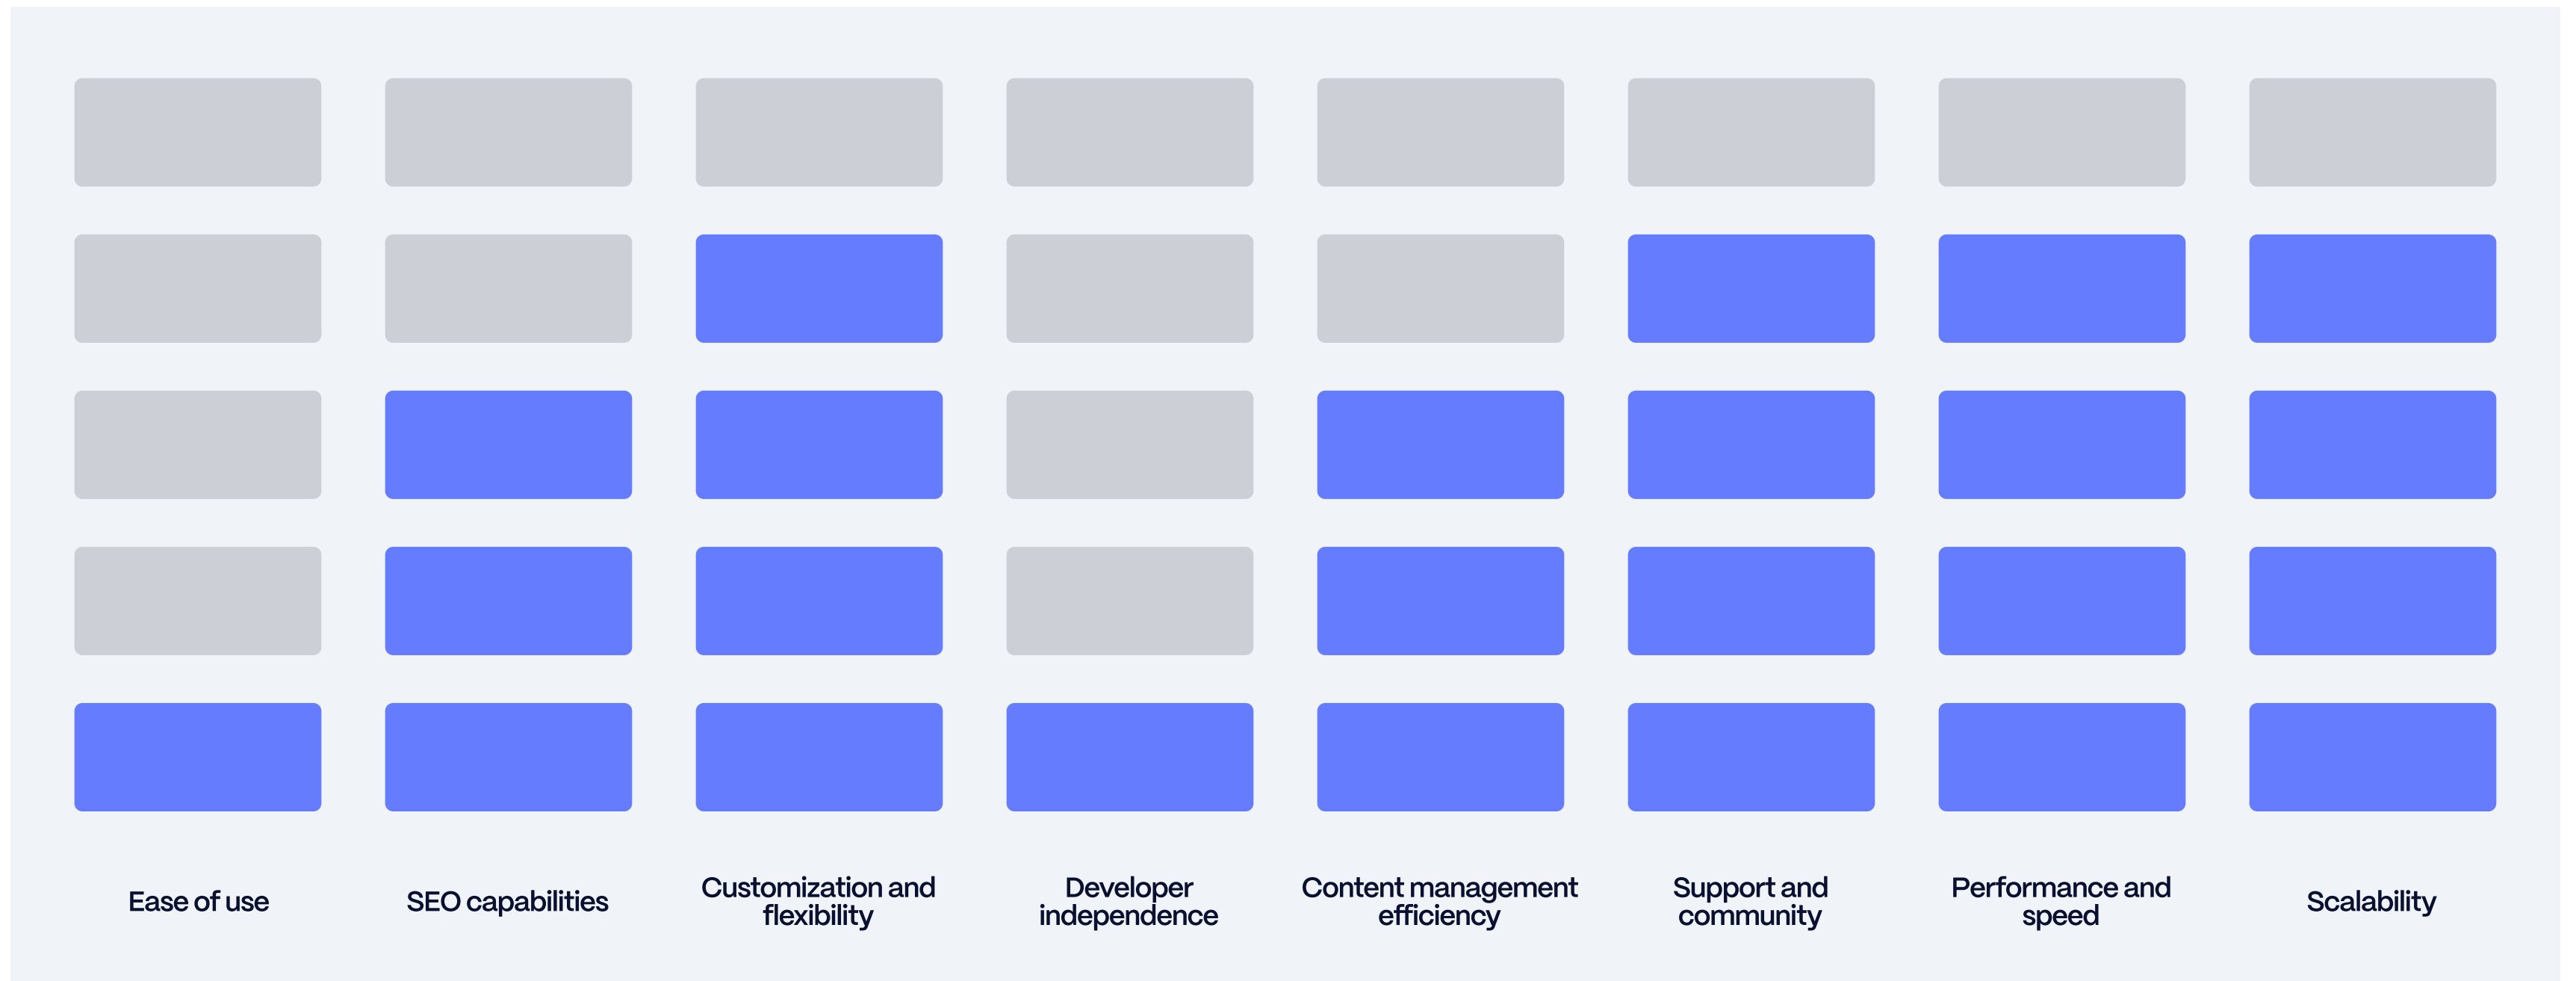 Ease of use
SEO capabilities
Customization and
flexibility
Developer
independence
Content management
efficiency
Support and
community
Performance and
speed
Scalability